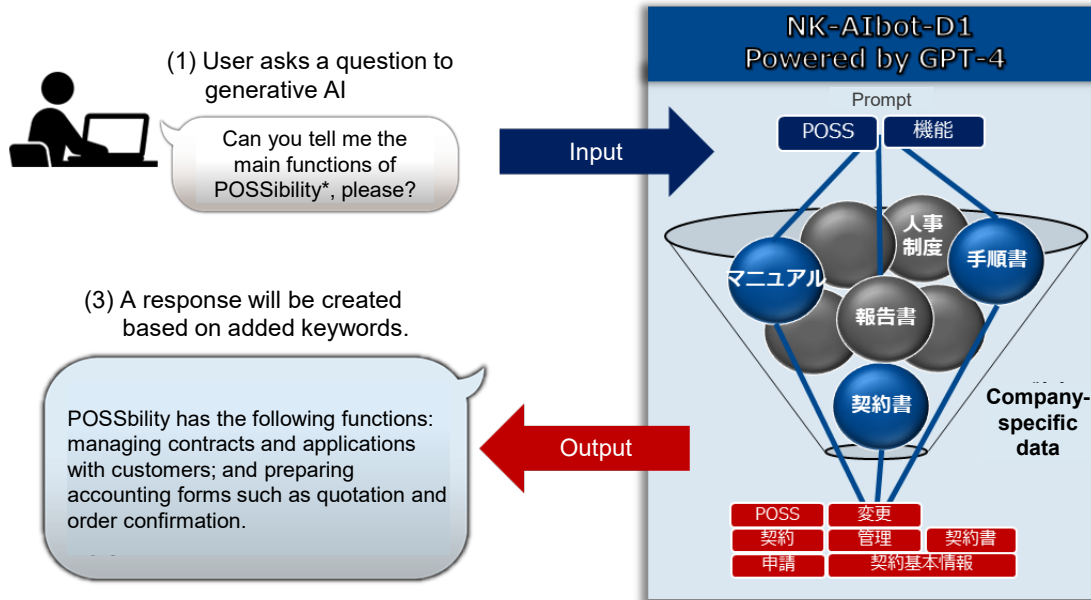 (1) User asks a question to
generative AI
Can you tell me the
main functions of
POSSibility*, please?
Input
NK-AIbot-D1
Powered by GPT-4
Prompt
POSS
機能
人事
制度
マニュアル
手順書
報告書
契約書
Company-
specific
data
POSS
変更
契約
管理
契約書
申請
契約基本情報
Output
(3) A response will be created
based on added keywords.
POSSbility has the following functions:
managing contracts and applications
with customers; and preparing
accounting forms such as quotation and
order confirmation.